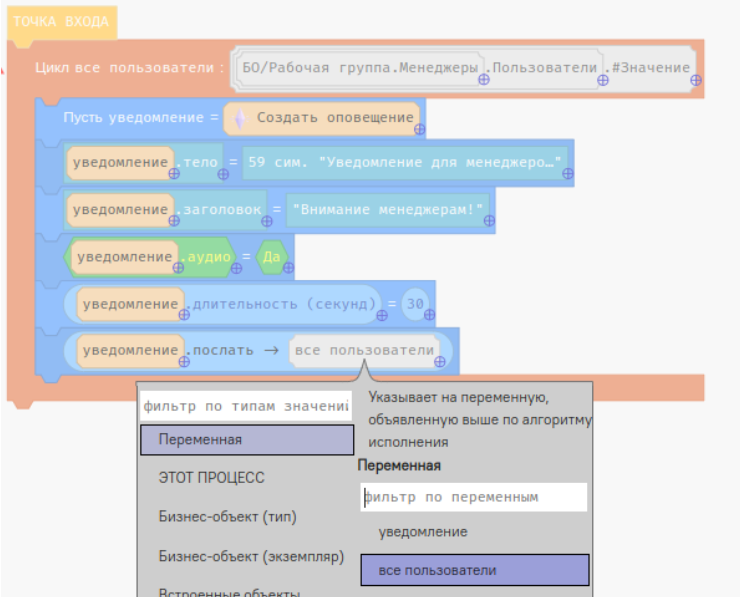 ТОЧКА ВХОДА
Цикл все пользователи : БО/Рабочая группа.Менеджеры .Пользователи .#Значение
Пусть уведомление = Создать оповещение
уведомление .тело = 59 сим. "Уведомление для менеджеро…"
уведомление .заголовок = "Внимание менеджерам!"
уведомление .аудио = Да
уведомление .длительность (секунд) = 30
уведомление .послать → все пользователи
фильтр по типам значений
Переменная
ЭТОТ ПРОЦЕСС
Бизнес-объект (тип)
Бизнес-объект (экземпляр)
Встроенные объекты
Указывает на переменную,
объявленную выше по алгоритму
исполнения
Переменная
фильтр по переменным
уведомление
все пользователи